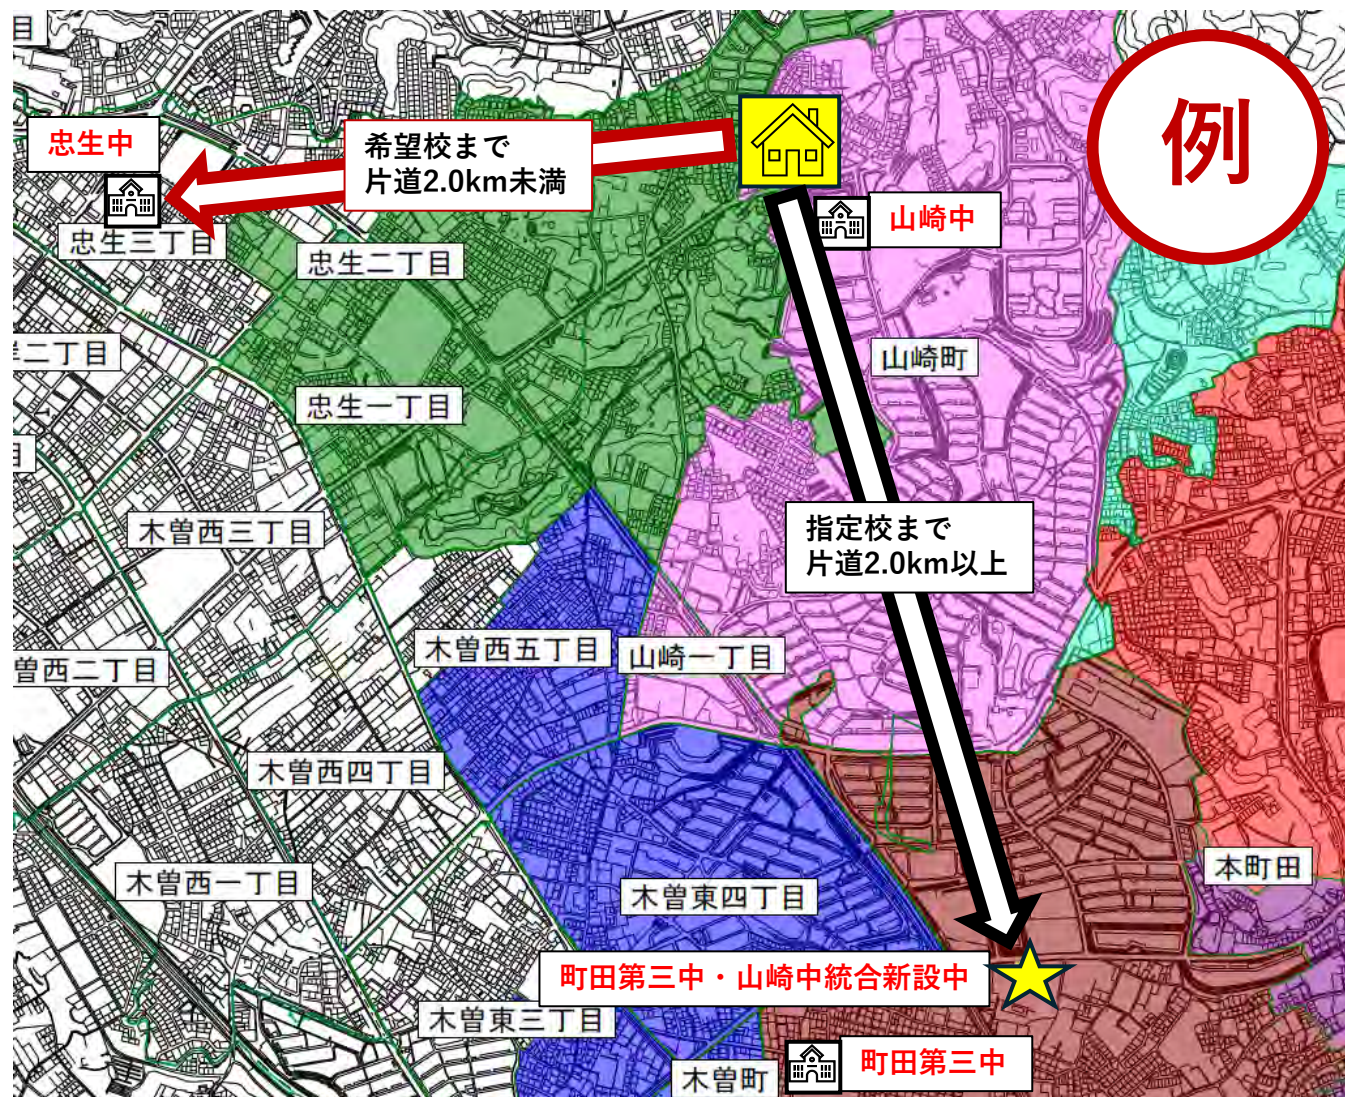 目
例
忠生中
希望校まで
片道2.0km未満
山崎中
忠生三丁目
忠生二丁目
二丁目
山崎町
忠生一丁目
目
木曽西三丁目
指定校まで
片道2.0km以上
木曽西五丁目
山崎一丁目
曽西二丁目
木曽西四丁目
本町田
木曽西一丁目
木曽東四丁目
町田第三中・山崎中統合新設中
木曽東三丁目
町田第三中
木曽町